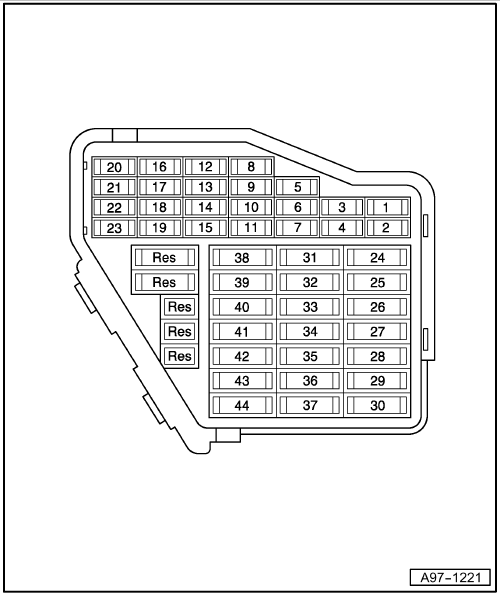 20 16 12 8
21 17 13 9 5
22 18 14 10 6 3 1
23 19 15 11 7 4 2
Res 38 31 24
Res 39 32 25
Res 40 33 26
Res 41 34 27
Res 42 35 28
43 36 29
44 37 30
A97-1221